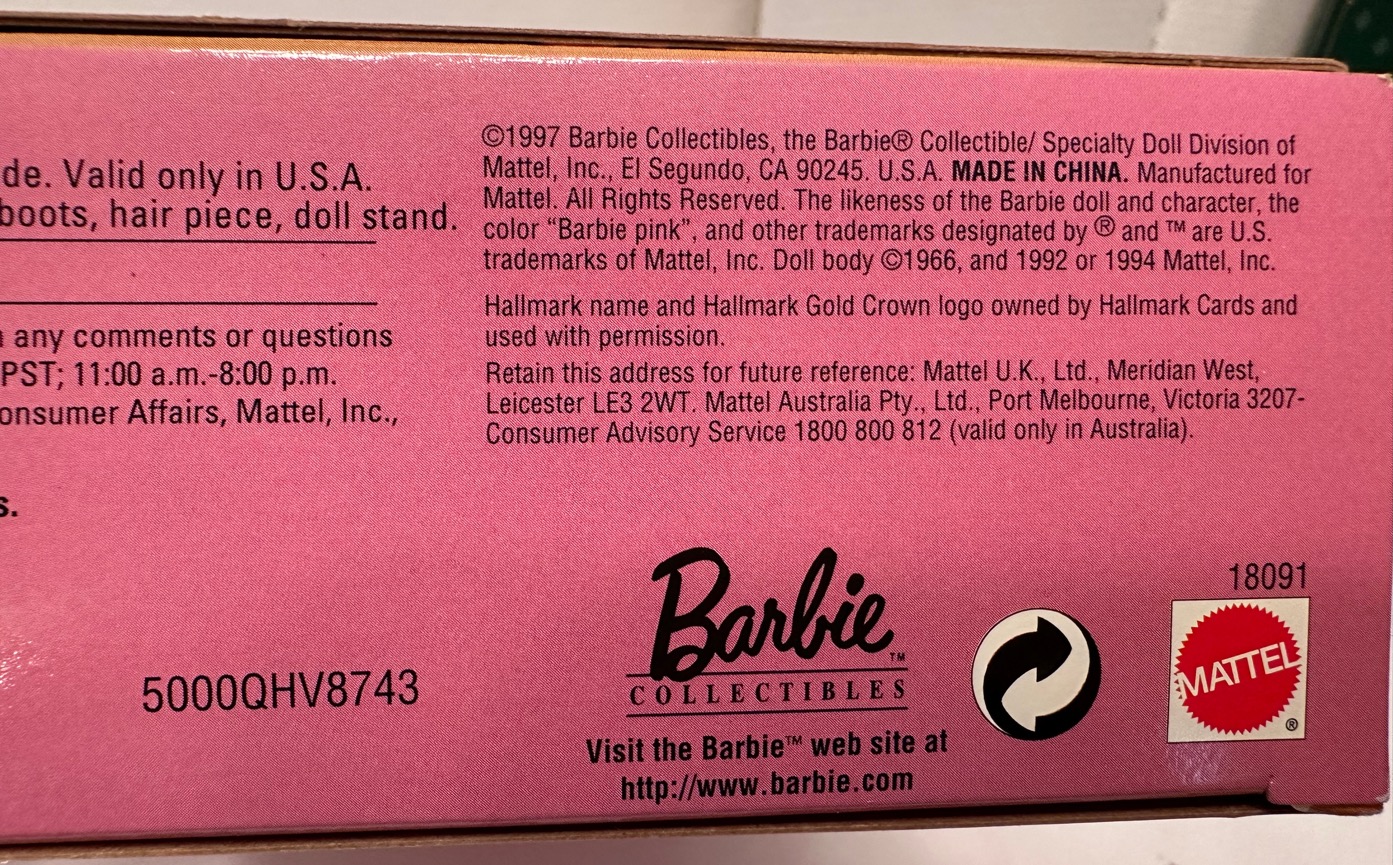 de. Valid only in U.S.A.
boots, hair piece, doll stand.
any comments or questions
PST; 11:00 a.m.-8:00 p.m.
onsumer Affairs, Mattel, Inc.,
s.
5000QHV8743
©1997 Barbie Collectibles, the Barbie® Collectible/ Specialty Doll Division of
Mattel, Inc., El Segundo, CA 90245. U.S.A. MADE IN CHINA. Manufactured for
Mattel. All Rights Reserved. The likeness of the Barbie doll and character, the
color “Barbie pink”, and other trademarks designated by ® and ™ are U.S.
trademarks of Mattel, Inc. Doll body ©1966, and 1992 or 1994 Mattel, Inc.
Hallmark name and Hallmark Gold Crown logo owned by Hallmark Cards and
used with permission.
Retain this address for future reference: Mattel U.K., Ltd., Meridian West,
Leicester LE3 2WT. Mattel Australia Pty., Ltd., Port Melbourne, Victoria 3207-
Consumer Advisory Service 1800 800 812 (valid only in Australia).
Barbie™
COLLECTIBLES
Visit the Barbie™ web site at
http://www.barbie.com
18091
MATTEL
®